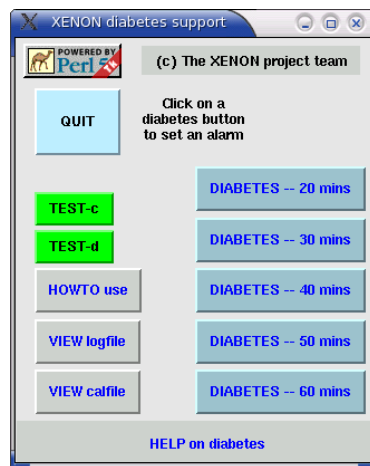 XENON diabetes support
POWERED BY
Perl 5
(c) The XENON project team
QUIT
Click on a
diabetes button
to set an alarm
DIABETES -- 20 mins
TEST-c
DIABETES -- 30 mins
TEST-d
HOWTO use
DIABETES -- 40 mins
VIEW logfile
DIABETES -- 50 mins
VIEW calfile
DIABETES -- 60 mins
HELP on diabetes